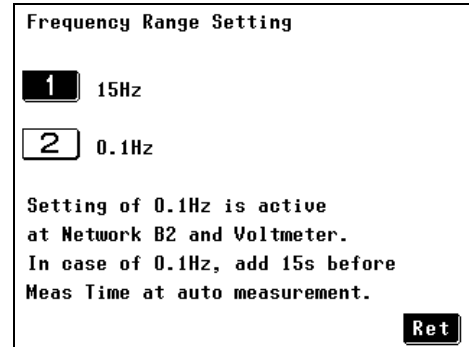 Frequency Range Setting
1 15Hz
2 0.1Hz
Setting of 0.1Hz is active
at Network B2 and Voltmeter.
In case of 0.1Hz, add 15s before
Meas Time at auto measurement.
Ret